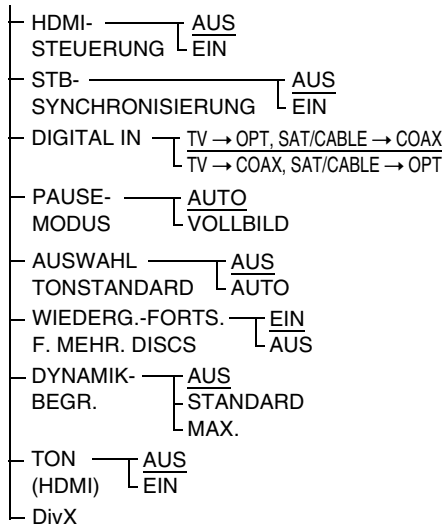 HDMI- AUS
STEUERUNG EIN
STB- AUS
SYNCHRONISIERUNG EIN
DIGITAL IN TV → OPT, SAT/CABLE → COAX
TV → COAX, SAT/CABLE → OPT
PAUSE- AUTO
MODUS VOLLBILD
AUSWAHL AUS
TONSTANDARD AUTO
WIEDERG.-FORTS. EIN
F. MEHR. DISCS AUS
DYNAMIK- AUS
BEGR. STANDARD
MAX.
TON AUS
(HDMI) EIN
DivX